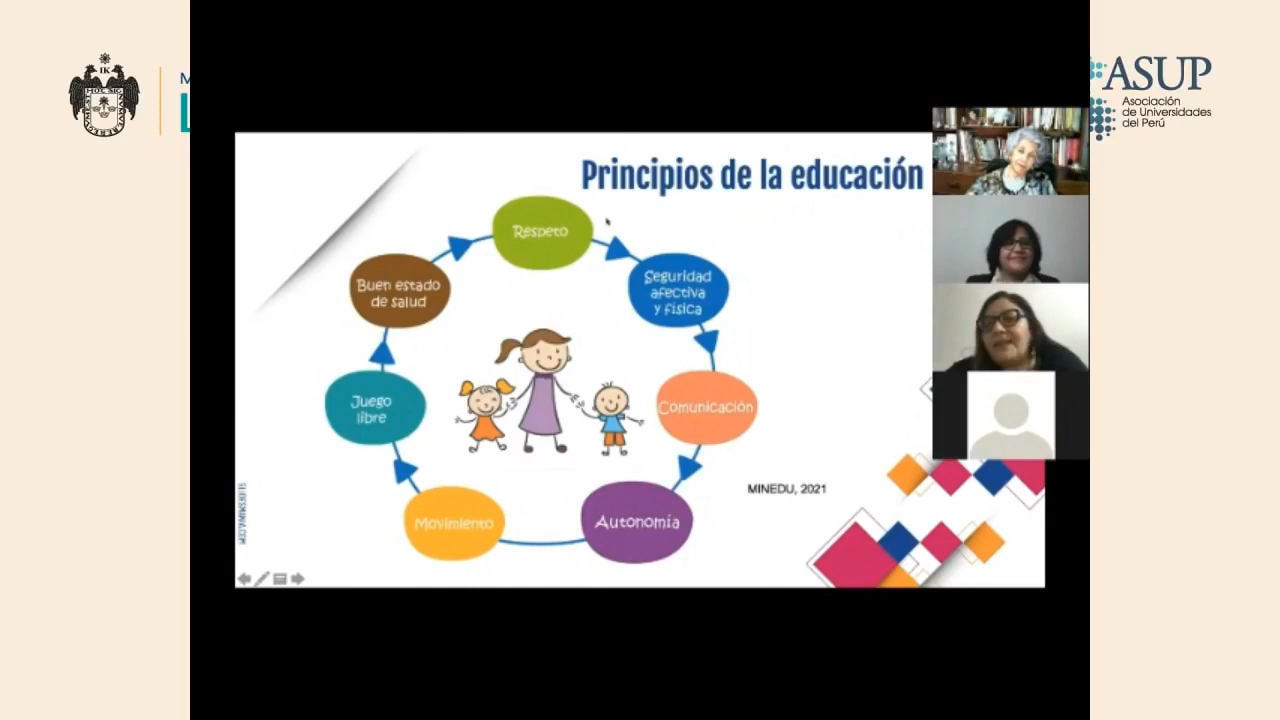 M
L
ASUP
Asociación
de Universidades
del Perú
Principios de la educación
Respeto
Seguridad
afectiva
y física
Comunicación
Autonomía
Movimiento
Juego
libre
Buen estado
de salud
MINEDU, 2021